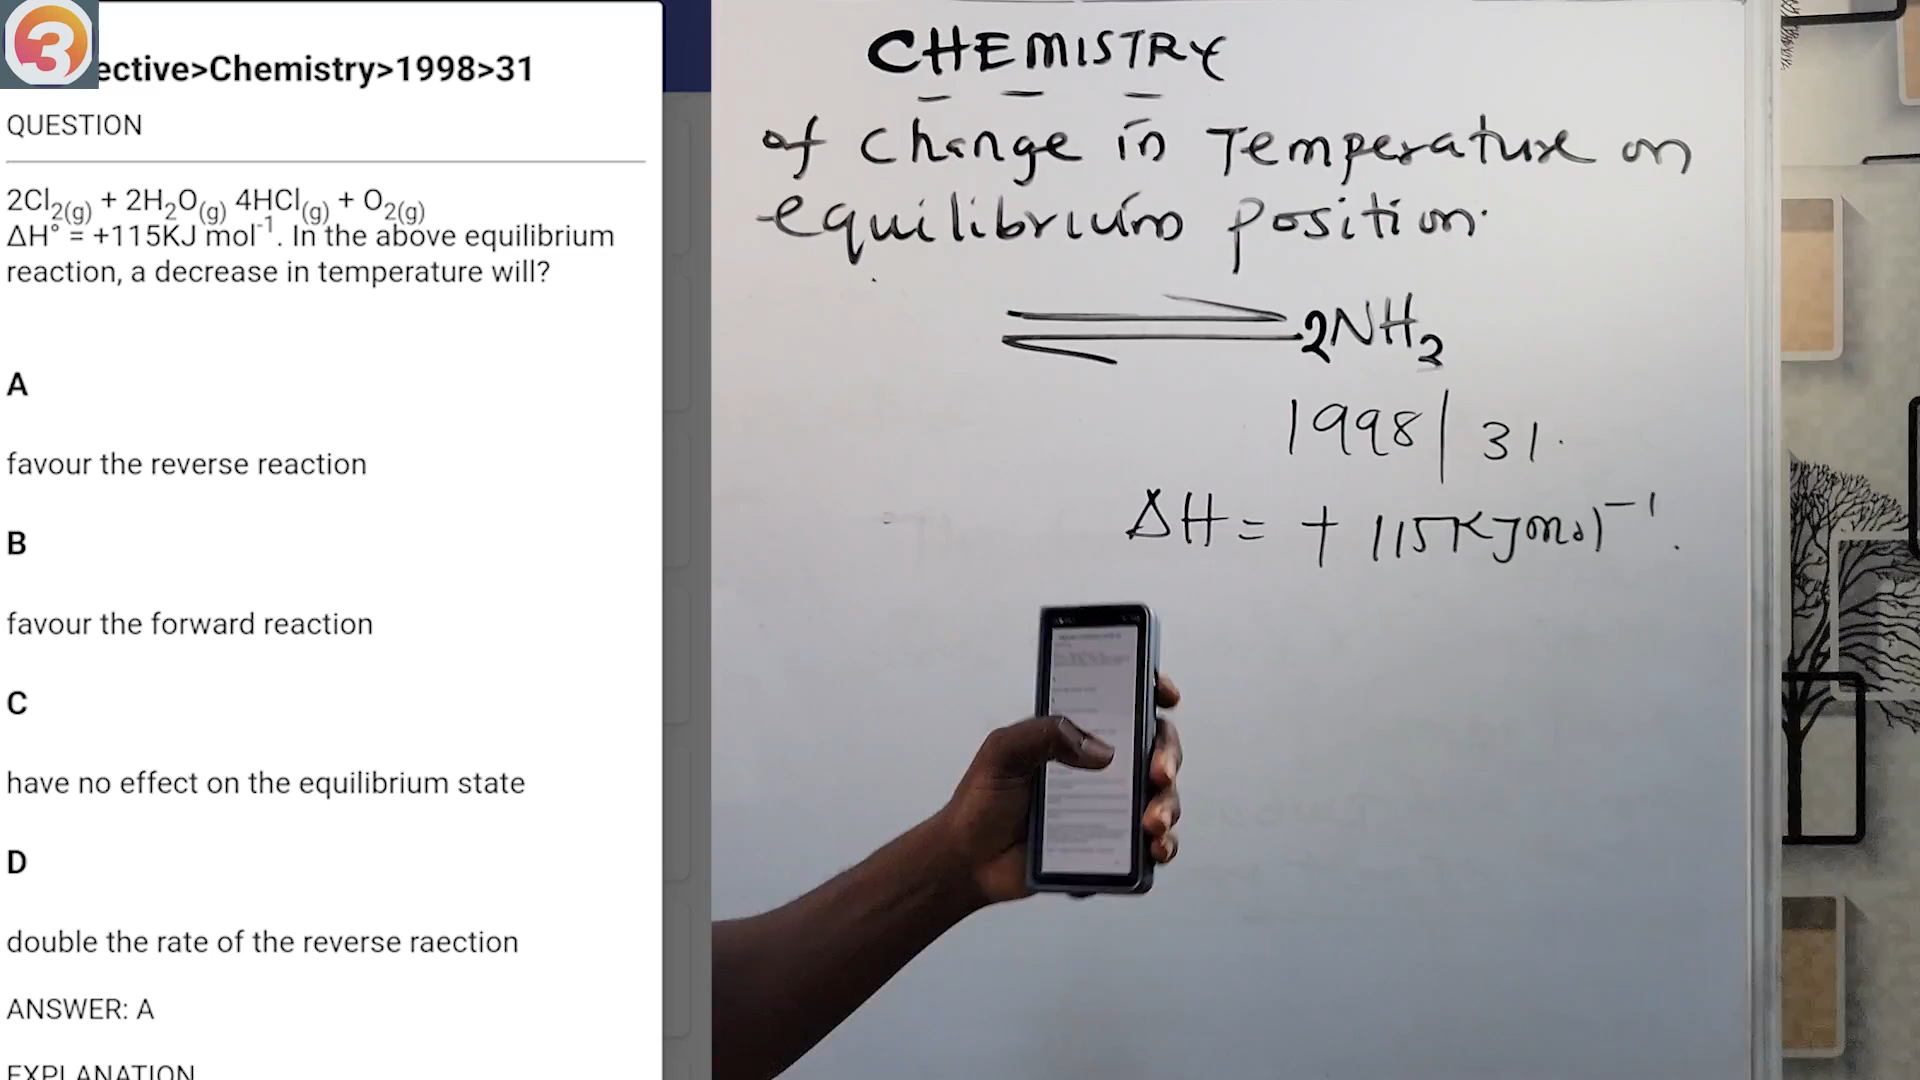 3
ective>Chemistry>1998>31
QUESTION
2Cl2(g) + 2H2O(g) 4HCl(g) + O2(g)
ΔH° = +115KJ mol-1. In the above equilibrium
reaction, a decrease in temperature will?
A
favour the reverse reaction
B
favour the forward reaction
C
have no effect on the equilibrium state
D
double the rate of the reverse raection
ANSWER: A
EXPLANATION
CHEMISTRY
of change in Temperature on
equilibrium position.
⇌ 2NH3
1998 | 31.
ΔH = + 115KJmol-1.